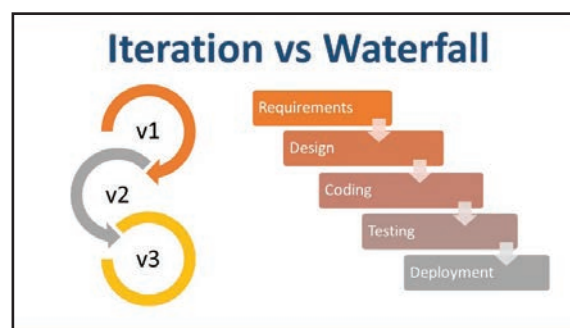 Iteration vs Waterfall
v1
v2
v3
Requirements
Design
Coding
Testing
Deployment